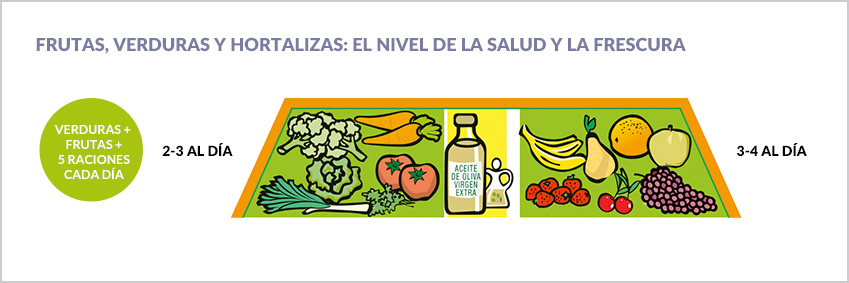 FRUTAS, VERDURAS Y HORTALIZAS: EL NIVEL DE LA SALUD Y LA FRESCURA
VERDURAS +
FRUTAS +
5 RACIONES
CADA DÍA
2-3 AL DÍA
ACEITE
DE OLIVA
VIRGEN
EXTRA
3-4 AL DÍA